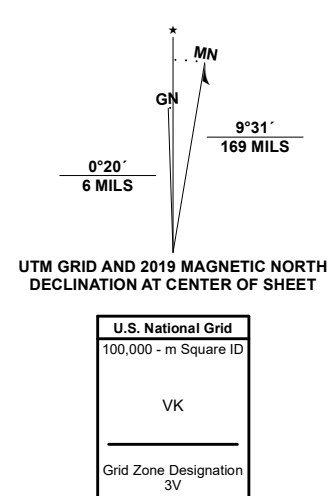 ★
MN
GN
9°31´
169 MILS
0°20´
6 MILS
UTM GRID AND 2019 MAGNETIC NORTH
DECLINATION AT CENTER OF SHEET
U.S. National Grid
100,000 - m Square ID
VK
Grid Zone Designation
3V